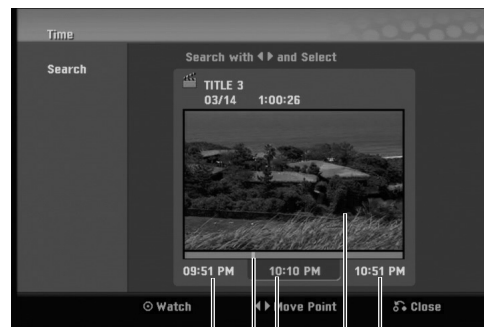 Time
Search
Search with ◀ ▶ and Select
TITLE 3
03/14 1:00:26
09:51 PM 10:10 PM 10:51 PM
⊙ Watch ◀ ▶ Move Point Close